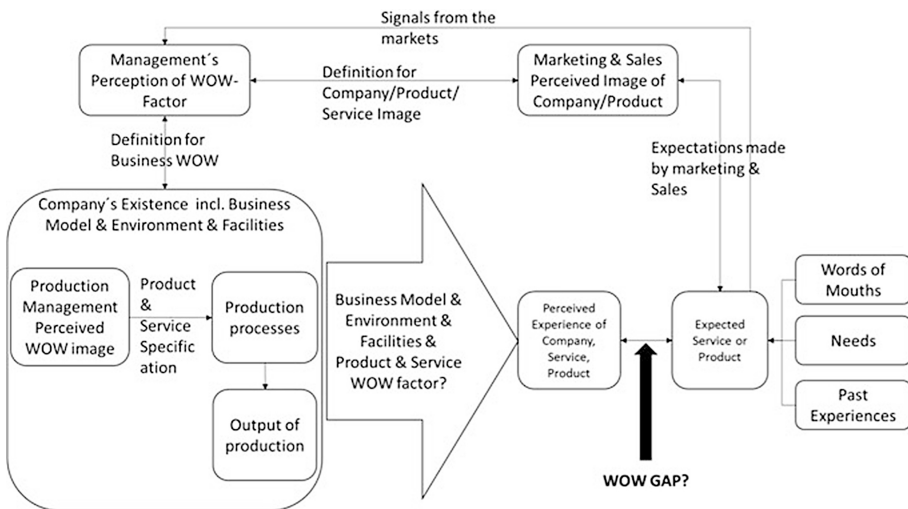 Signals from the
markets
Management´s
Perception of WOW-
Factor
Definition for
Company/Product/
Service Image
Marketing & Sales
Perceived Image of
Company/Product
Definition for
Business WOW
Expectations made
by marketing &
Sales
Company´s Existence incl. Business
Model & Environment & Facilities
Production
Management
Perceived
WOW image
Product
&
Service
Specific
ation
Production
processes
Output of
production
Business Model &
Environment &
Facilities &
Product & Service
WOW factor?
Perceived
Experience of
Company,
Service,
Product
Expected
Service or
Product
Words of
Mouths
Needs
Past
Experiences
WOW GAP?